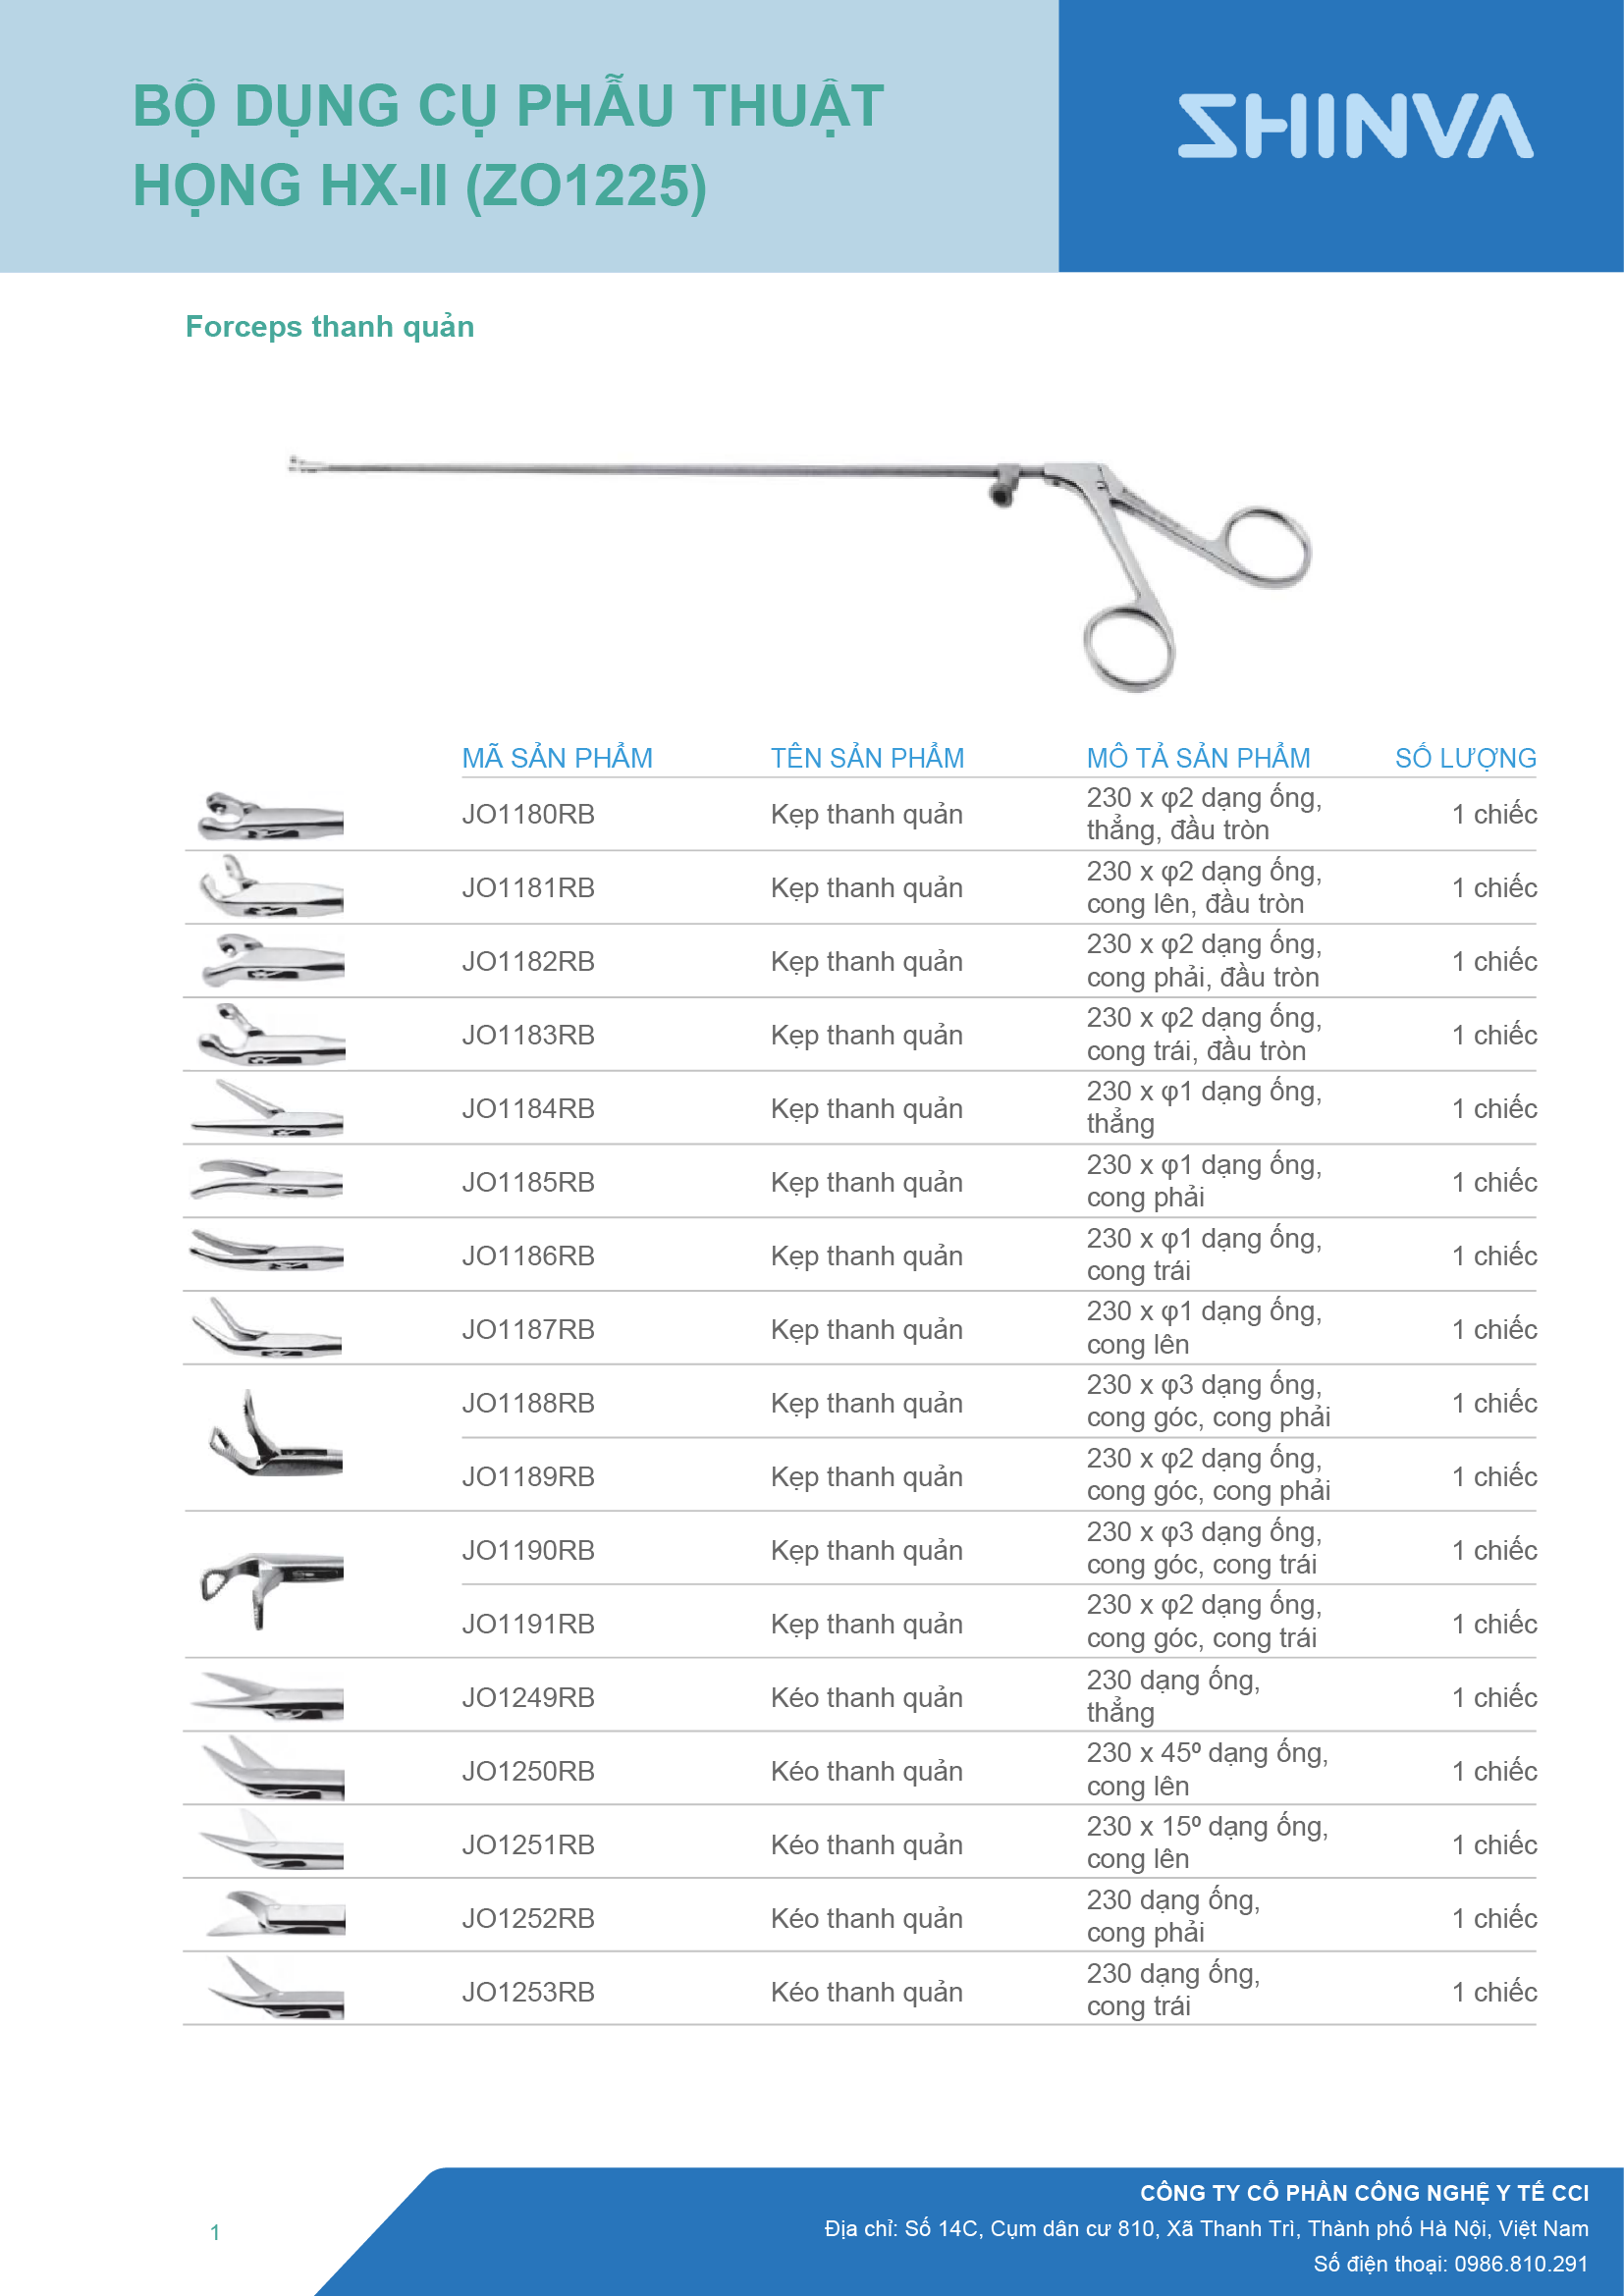 BỘ DỤNG CỤ PHẪU THUẬT
HỌNG HX-II (ZO1225)
SHINVA
Forceps thanh quản
MÃ SẢN PHẨM TÊN SẢN PHẨM MÔ TẢ SẢN PHẨM SỐ LƯỢNG
JO1180RB Kẹp thanh quản 230 x φ2 dạng ống, thẳng, đầu tròn 1 chiếc
JO1181RB Kẹp thanh quản 230 x φ2 dạng ống, cong lên, đầu tròn 1 chiếc
JO1182RB Kẹp thanh quản 230 x φ2 dạng ống, cong phải, đầu tròn 1 chiếc
JO1183RB Kẹp thanh quản 230 x φ2 dạng ống, cong trái, đầu tròn 1 chiếc
JO1184RB Kẹp thanh quản 230 x φ1 dạng ống, thẳng 1 chiếc
JO1185RB Kẹp thanh quản 230 x φ1 dạng ống, cong phải 1 chiếc
JO1186RB Kẹp thanh quản 230 x φ1 dạng ống, cong trái 1 chiếc
JO1187RB Kẹp thanh quản 230 x φ1 dạng ống, cong lên 1 chiếc
JO1188RB Kẹp thanh quản 230 x φ3 dạng ống, cong góc, cong phải 1 chiếc
JO1189RB Kẹp thanh quản 230 x φ2 dạng ống, cong góc, cong phải 1 chiếc
JO1190RB Kẹp thanh quản 230 x φ3 dạng ống, cong góc, cong trái 1 chiếc
JO1191RB Kẹp thanh quản 230 x φ2 dạng ống, cong góc, cong trái 1 chiếc
JO1249RB Kéo thanh quản 230 dạng ống, thẳng 1 chiếc
JO1250RB Kéo thanh quản 230 x 45º dạng ống, cong lên 1 chiếc
JO1251RB Kéo thanh quản 230 x 15º dạng ống, cong lên 1 chiếc
JO1252RB Kéo thanh quản 230 dạng ống, cong phải 1 chiếc
JO1253RB Kéo thanh quản 230 dạng ống, cong trái 1 chiếc
CÔNG TY CỔ PHẦN CÔNG NGHỆ Y TẾ CCI
Địa chỉ: Số 14C, Cụm dân cư 810, Xã Thanh Trì, Thành phố Hà Nội, Việt Nam
Số điện thoại: 0986.810.291
1